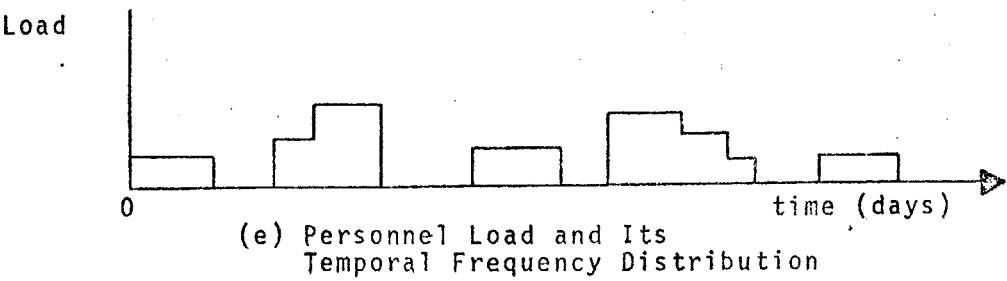 Load
0
time (days)
(e) Personnel Load and Its
Temporal Frequency Distribution